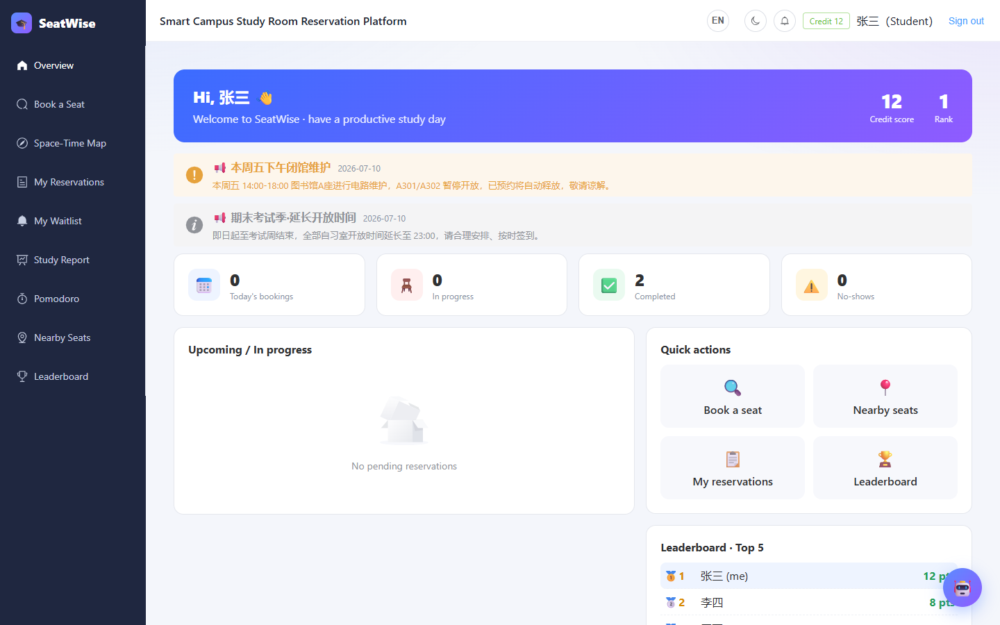 SeatWise
Smart Campus Study Room Reservation Platform
EN
Credit 12
张三（Student）
Sign out
Overview
Book a Seat
Space-Time Map
My Reservations
My Waitlist
Study Report
Pomodoro
Nearby Seats
Leaderboard
Hi, 张三
Welcome to SeatWise · have a productive study day
12
Credit score
1
Rank
本周五下午闭馆维护 2026-07-10
本周五 14:00-18:00 图书馆A座进行电路维护，A301/A302 暂停开放，已预约将自动释放，敬请谅解。
期末考试季·延长开放时间 2026-07-10
即日起至考试周结束，全部自习室开放时间延长至 23:00，请合理安排、按时签到。
0
Today's bookings
0
In progress
2
Completed
0
No-shows
Upcoming / In progress
No pending reservations
Quick actions
Book a seat
Nearby seats
My reservations
Leaderboard
Leaderboard · Top 5
1 张三 (me) 12 pts
2 李四 8 pts